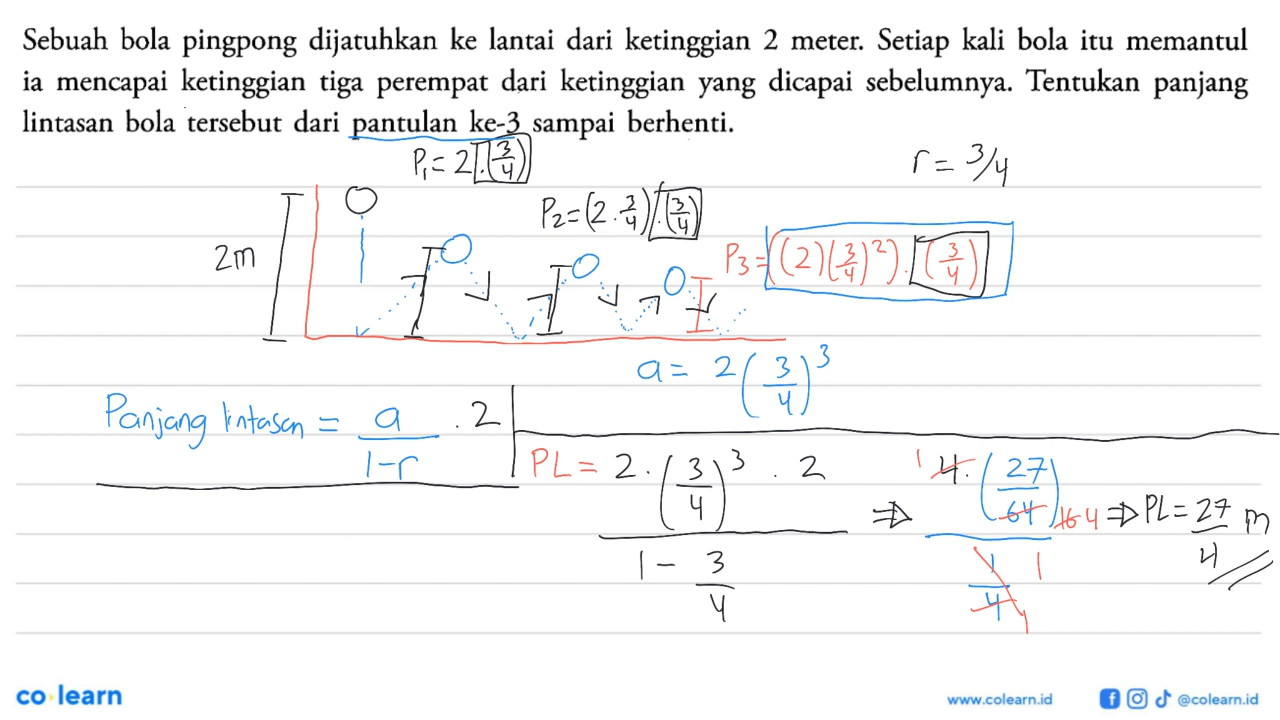 Sebuah bola pingpong dijatuhkan ke lantai dari ketinggian 2 meter. Setiap kali bola itu memantul
ia mencapai ketinggian tiga perempat dari ketinggian yang dicapai sebelumnya. Tentukan panjang
lintasan bola tersebut dari pantulan ke-3 sampai berhenti.
P₁ = 2 . (3/4)
r = 3/4
P₂ = (2 . 3/4) . (3/4)
2m
P₃ = ((2)(3/4)²) . (3/4)
a = 2 (3/4)³
Panjang lintasan = a/(1-r) . 2
PL = (2 . (3/4)³ . 2)/(1 - 3/4) ⇒ (4 . (27/64))/(1/4) ⇒ PL = 27/4 m
co learn
www.colearn.id
@colearn.id